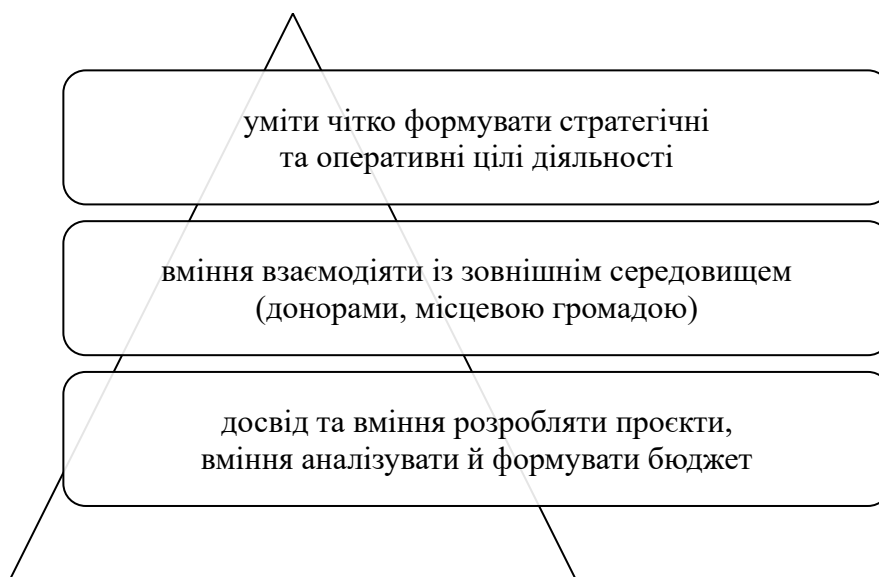 уміти чітко формувати стратегічні
та оперативні цілі діяльності
вміння взаємодіяти із зовнішнім середовищем
(донорами, місцевою громадою)
досвід та вміння розробляти проєкти,
вміння аналізувати й формувати бюджет